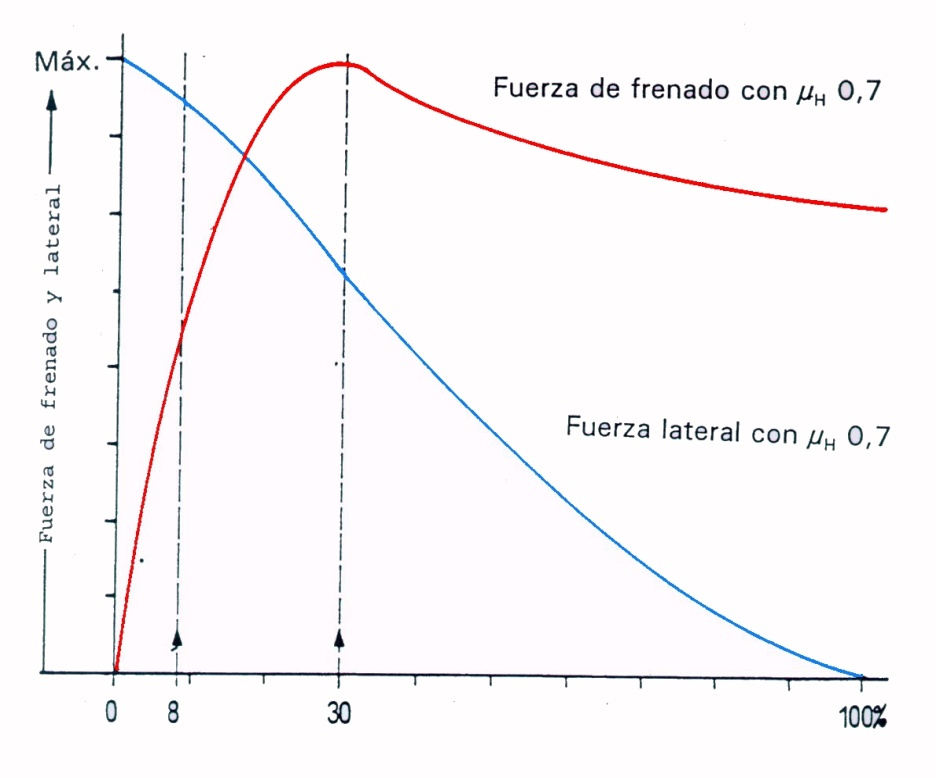 Máx.
Fuerza de frenado con μH 0,7
Fuerza de frenado y lateral
Fuerza lateral con μH 0,7
0 8 30 100%